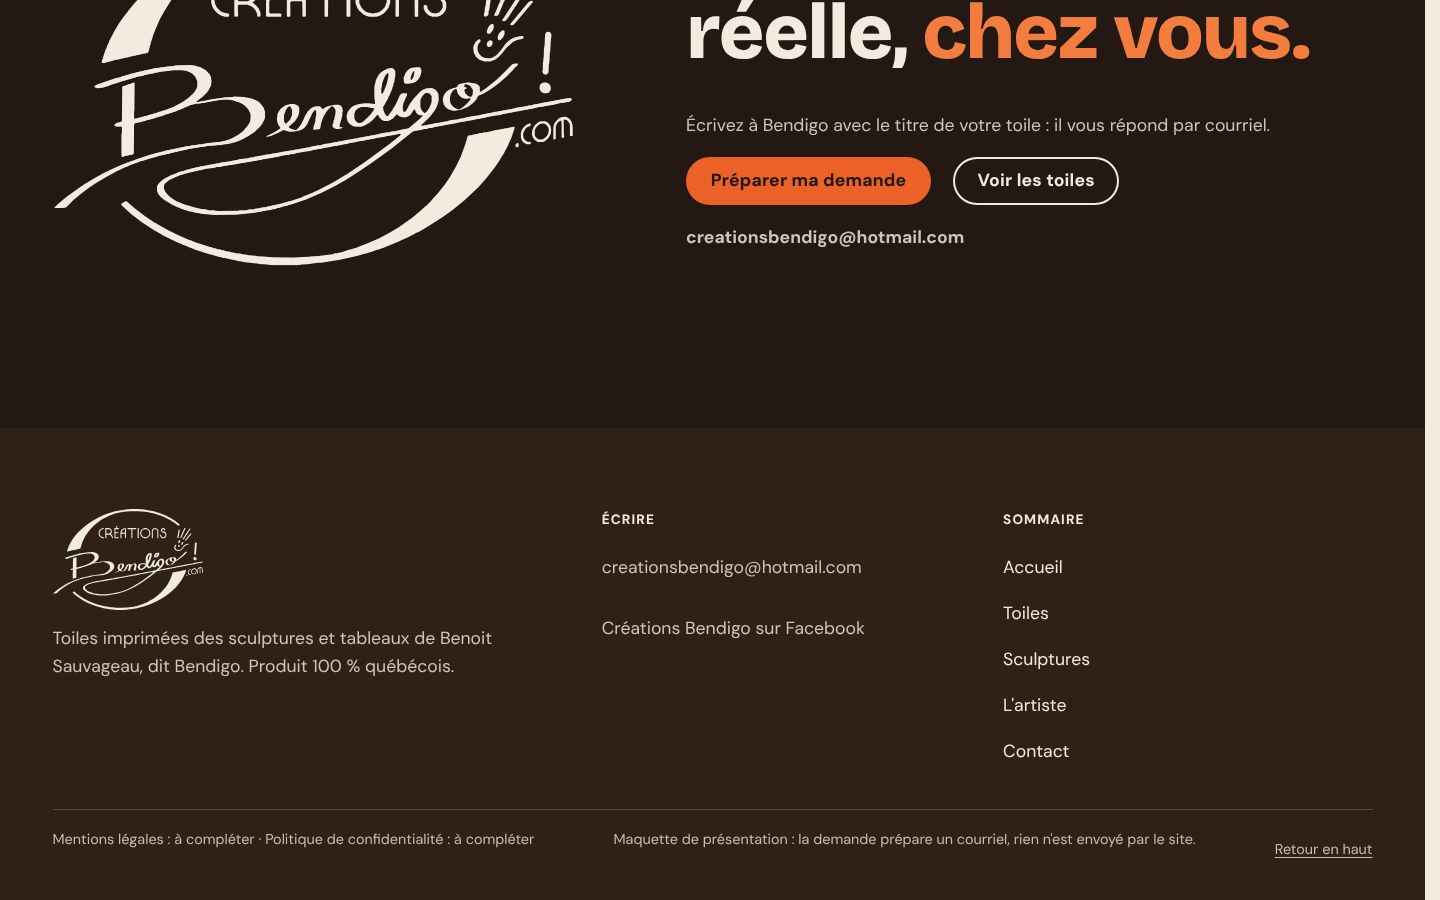 CRÉATIONS
Bendigo !
.com
réelle, chez vous.
Écrivez à Bendigo avec le titre de votre toile : il vous répond par courriel.
Préparer ma demande
Voir les toiles
creationsbendigo@hotmail.com
CRÉATIONS
Bendigo !
.com
Toiles imprimées des sculptures et tableaux de Benoit
Sauvageau, dit Bendigo. Produit 100 % québécois.
ÉCRIRE
creationsbendigo@hotmail.com
Créations Bendigo sur Facebook
SOMMAIRE
Accueil
Toiles
Sculptures
L'artiste
Contact
Mentions légales : à compléter · Politique de confidentialité : à compléter
Maquette de présentation : la demande prépare un courriel, rien n'est envoyé par le site.
Retour en haut